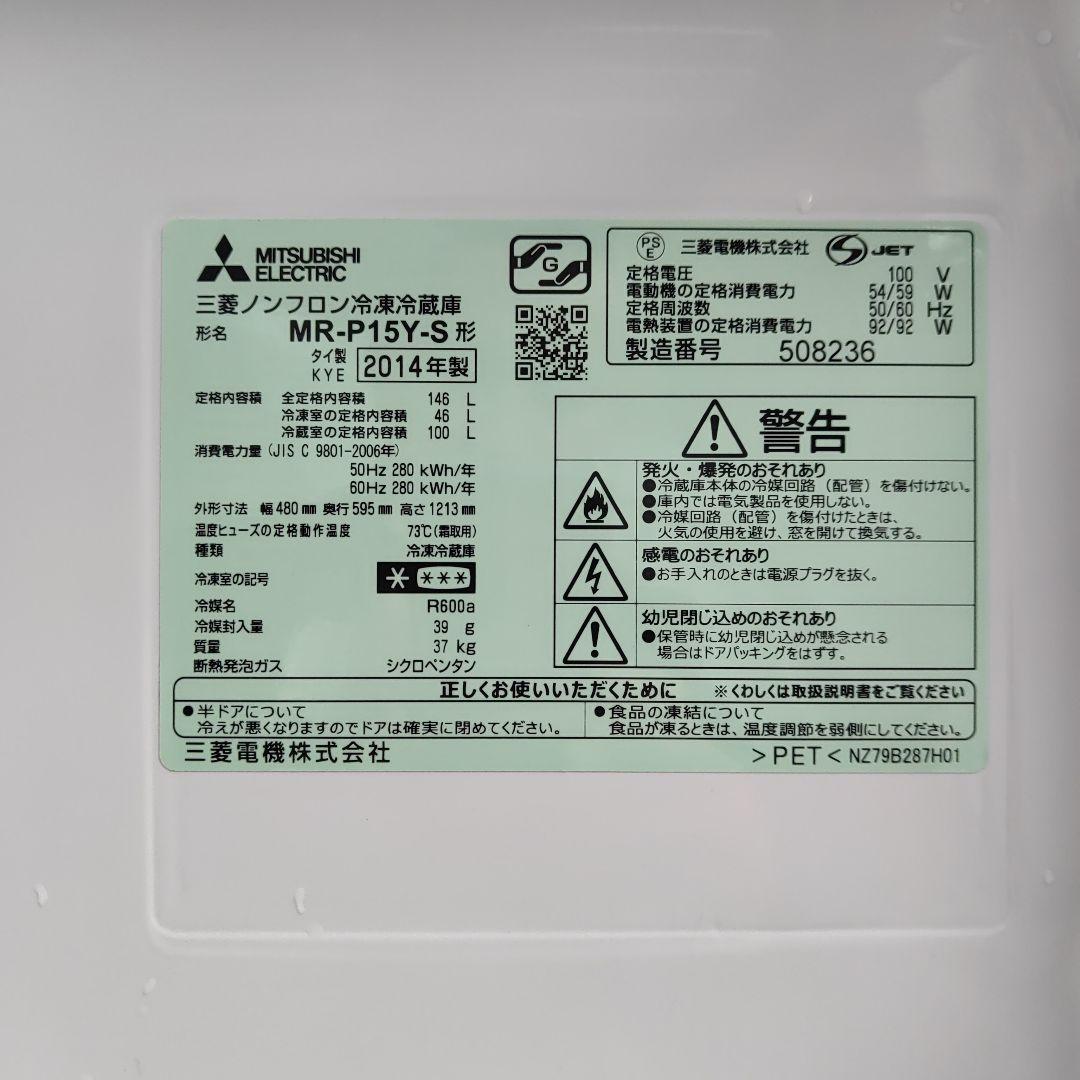 MITSUBISHI
ELECTRIC
三菱ノンフロン冷凍冷蔵庫
形名 MR-P15Y-S 形
タイ製
KYE 2014年製
定格内容積 全定格内容積 146 L
冷凍室の定格内容積 46 L
冷蔵室の定格内容積 100 L
消費電力量 (JIS C 9801-2006年)
50Hz 280 kWh/年
60Hz 280 kWh/年
外形寸法 幅480㎜ 奥行595㎜ 高さ1213㎜
温度ヒューズの定格動作温度 73℃(霜取用)
種類 冷凍冷蔵庫
冷凍室の記号 * ***
冷媒名 R600a
冷媒封入量 39 g
質量 37 kg
断熱発泡ガス シクロペンタン
G
PS
E 三菱電機株式会社 JET
定格電圧 100 V
電動機の定格消費電力 54/59 W
定格周波数 50/60 Hz
電熱装置の定格消費電力 92/92 W
製造番号 508236
警告
発火・爆発のおそれあり
●冷蔵庫本体の冷媒回路（配管）を傷付けない。
●庫内では電気製品を使用しない。
●冷媒回路（配管）を傷付けたときは、
火気の使用を避け、窓を開けて換気する。
感電のおそれあり
●お手入れのときは電源プラグを抜く。
幼児閉じ込めのおそれあり
●保管時に幼児閉じ込めが懸念される
場合はドアパッキングをはずす。
正しくお使いいただくために ※くわしくは取扱説明書をご覧ください
●半ドアについて
冷えが悪くなりますのでドアは確実に閉めてください。
●食品の凍結について
食品が凍るときは、温度調節を弱側にしてください。
三菱電機株式会社 >PET< NZ79B287H01